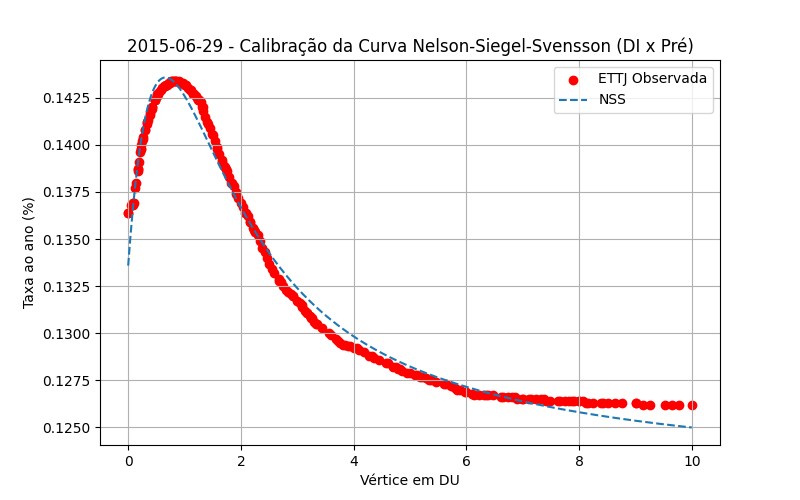 2015-06-29 - Calibração da Curva Nelson-Siegel-Svensson (DI x Pré)
ETTJ Observada
NSS
Taxa ao ano (%)
0.1425
0.1400
0.1375
0.1350
0.1325
0.1300
0.1275
0.1250
0 2 4 6 8 10
Vértice em DU